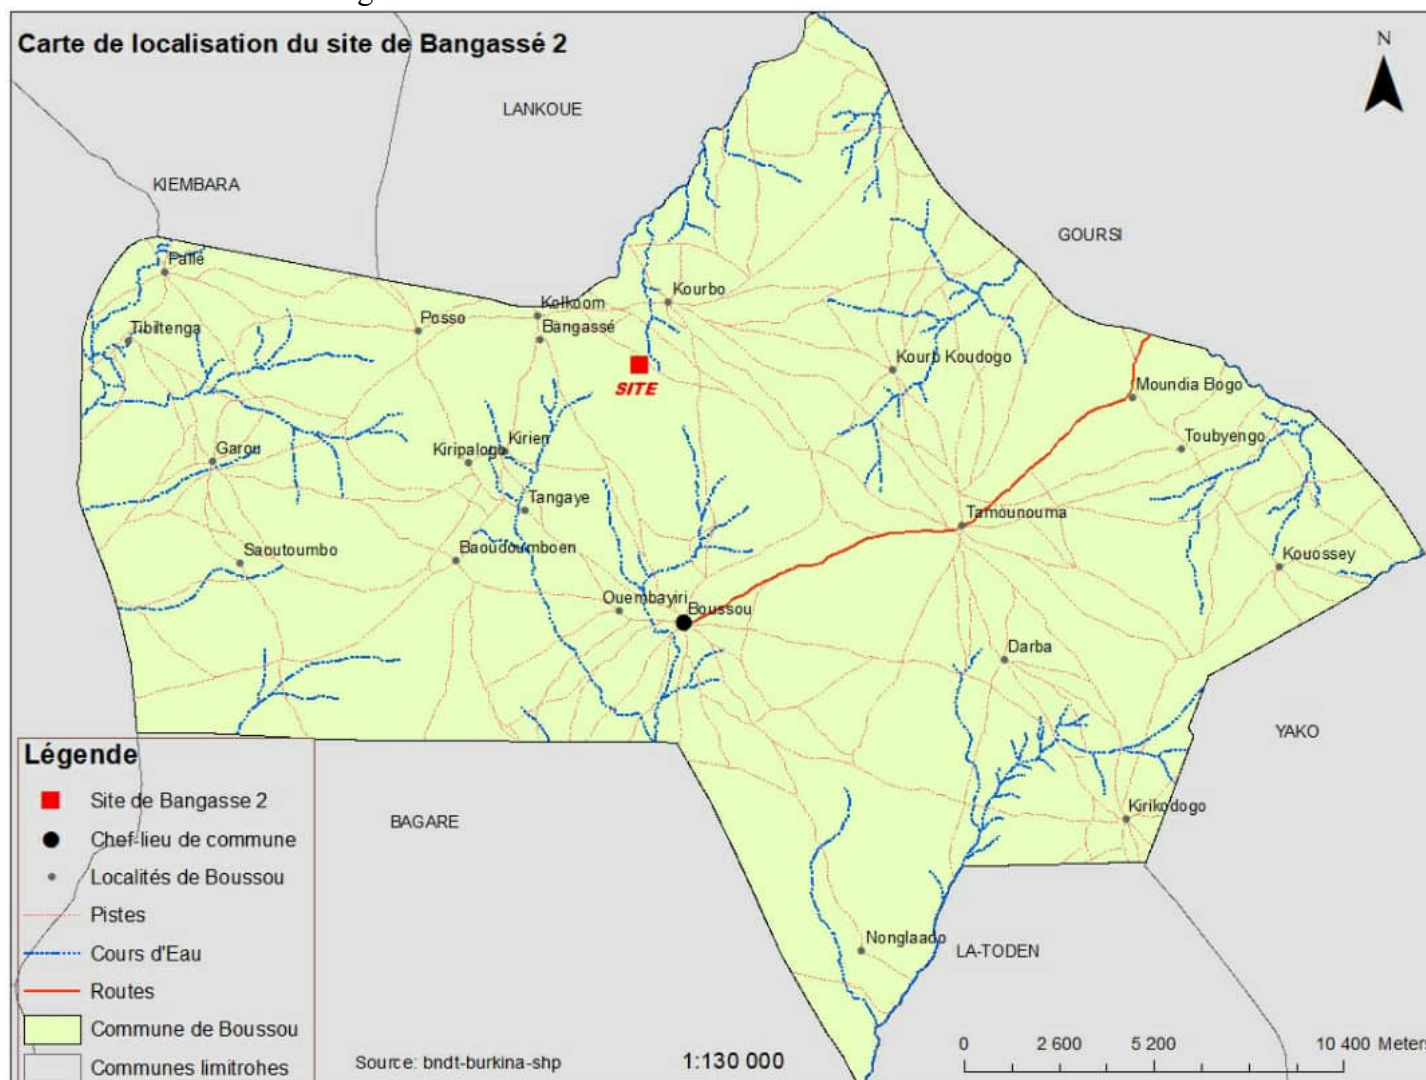 Carte de localisation du site de Bangassé 2
N
LANKOUE
KIEMBARA
GOURSI
Pallé
Kourbo
Kolkoom
Posso
Bangassé
Tibiltenga
SITE
Kourb Koudogo
Moundia Bogo
Toubyengo
Garou
Kiripalogo
Kirien
Tangaye
Tamounouma
Saoutoumbo
Baoudoumboen
Kouossey
Ouembayiri
Boussou
Darba
YAKO
BAGARE
Kirikodogo
Nonglaado
LA-TODEN
Légende
Site de Bangasse 2
Chef-lieu de commune
Localités de Boussou
Pistes
Cours d'Eau
Routes
Commune de Boussou
Communes limitrohes
Source: bndt-burkina-shp
1:130 000
0 2 600 5 200 10 400 Meters